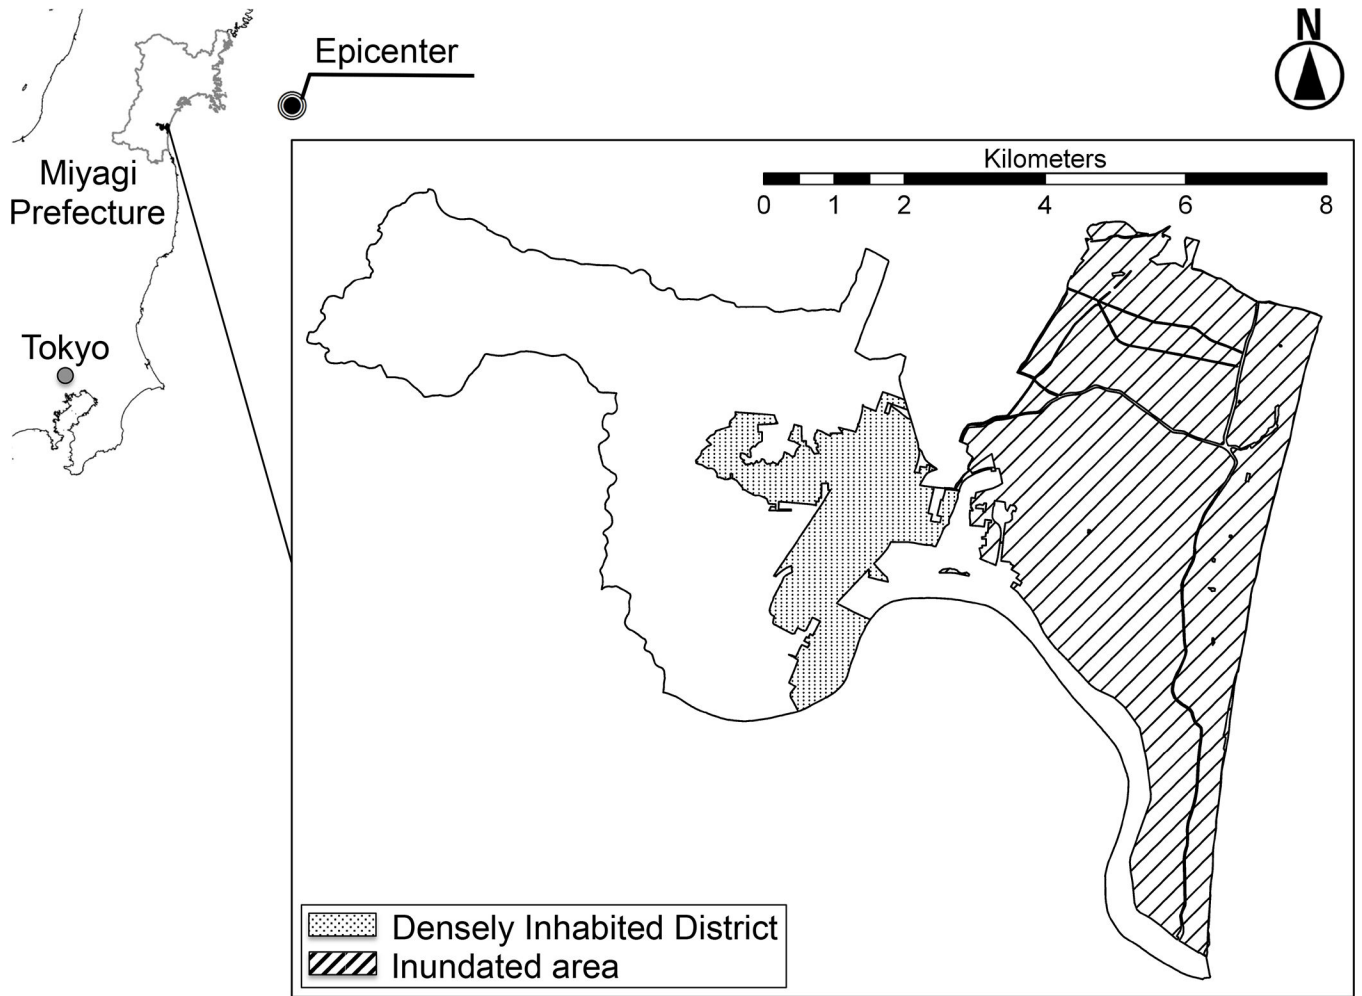 N
Epicenter
Kilometers
Miyagi
Prefecture
0 1 2 4 6 8
Tokyo
Densely Inhabited District
Inundated area